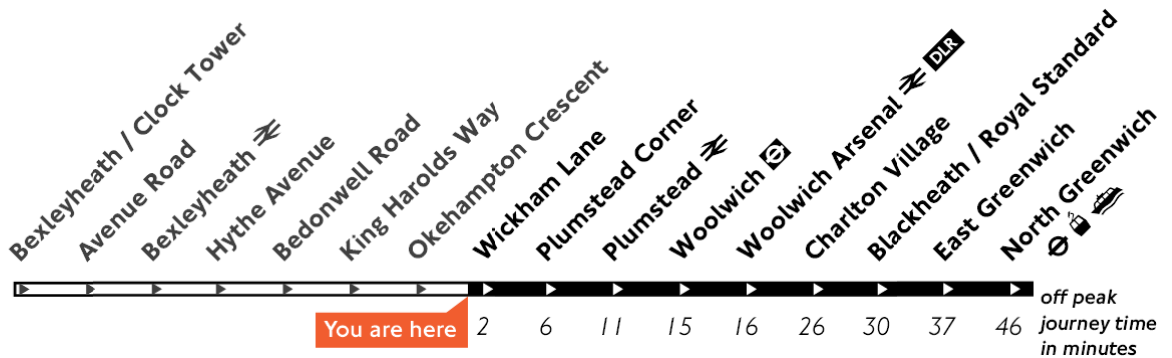 Bexleyheath / Clock Tower
Avenue Road
Bexleyheath
Hythe Avenue
Bedonwell Road
King Harolds Way
Okehampton Crescent
Wickham Lane
Plumstead Corner
Plumstead
Woolwich
Woolwich Arsenal DLR
Charlton Village
Blackheath / Royal Standard
East Greenwich
North Greenwich
You are here
2 6 11 15 16 26 30 37 46
off peak
journey time
in minutes